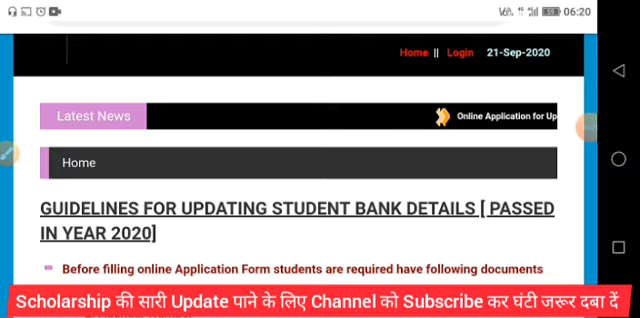 06:20
Home || Login 21-Sep-2020
Latest News
Online Application for Up
Home
GUIDELINES FOR UPDATING STUDENT BANK DETAILS [ PASSED
IN YEAR 2020]
Before filling online Application Form students are required have following documents
Scholarship की सारी Update पाने के लिए Channel को Subscribe कर घंटी जरूर दबा दें